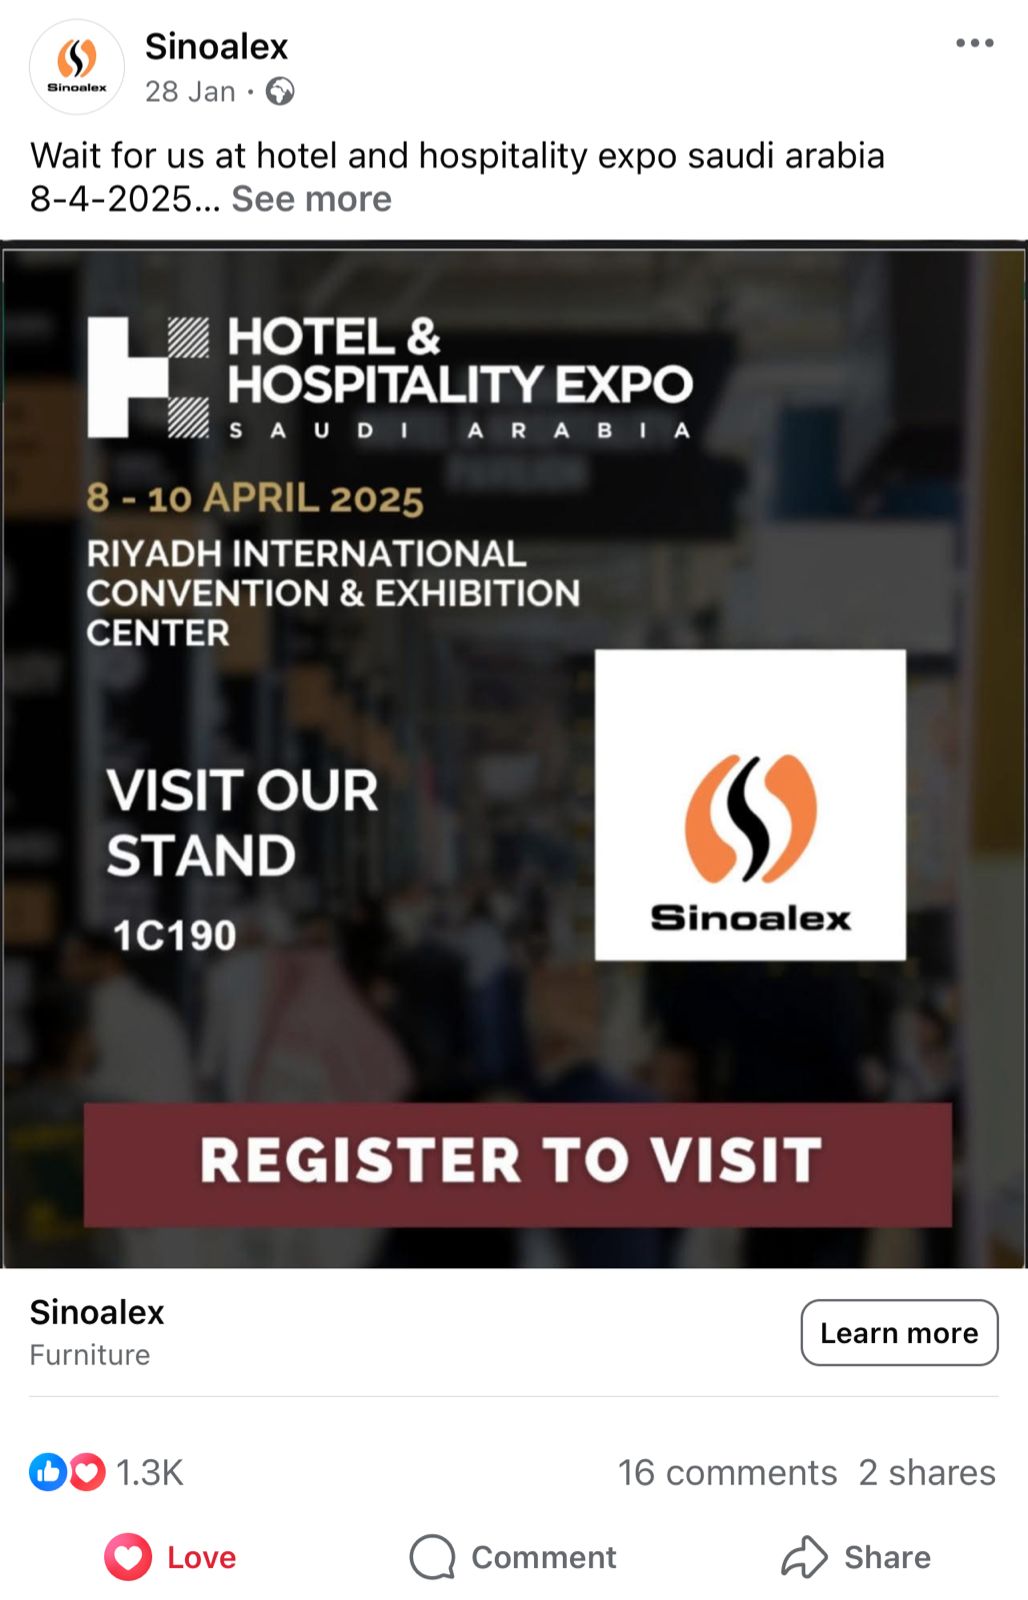 Sinoalex
Sinoalex
28 Jan ·
Wait for us at hotel and hospitality expo saudi arabia
8-4-2025... See more
HOTEL &
HOSPITALITY EXPO
SAUDI ARABIA
8 - 10 APRIL 2025
RIYADH INTERNATIONAL
CONVENTION & EXHIBITION
CENTER
VISIT OUR
STAND
1C190
Sinoalex
REGISTER TO VISIT
Sinoalex
Furniture
Learn more
1.3K
16 comments 2 shares
Love
Comment
Share